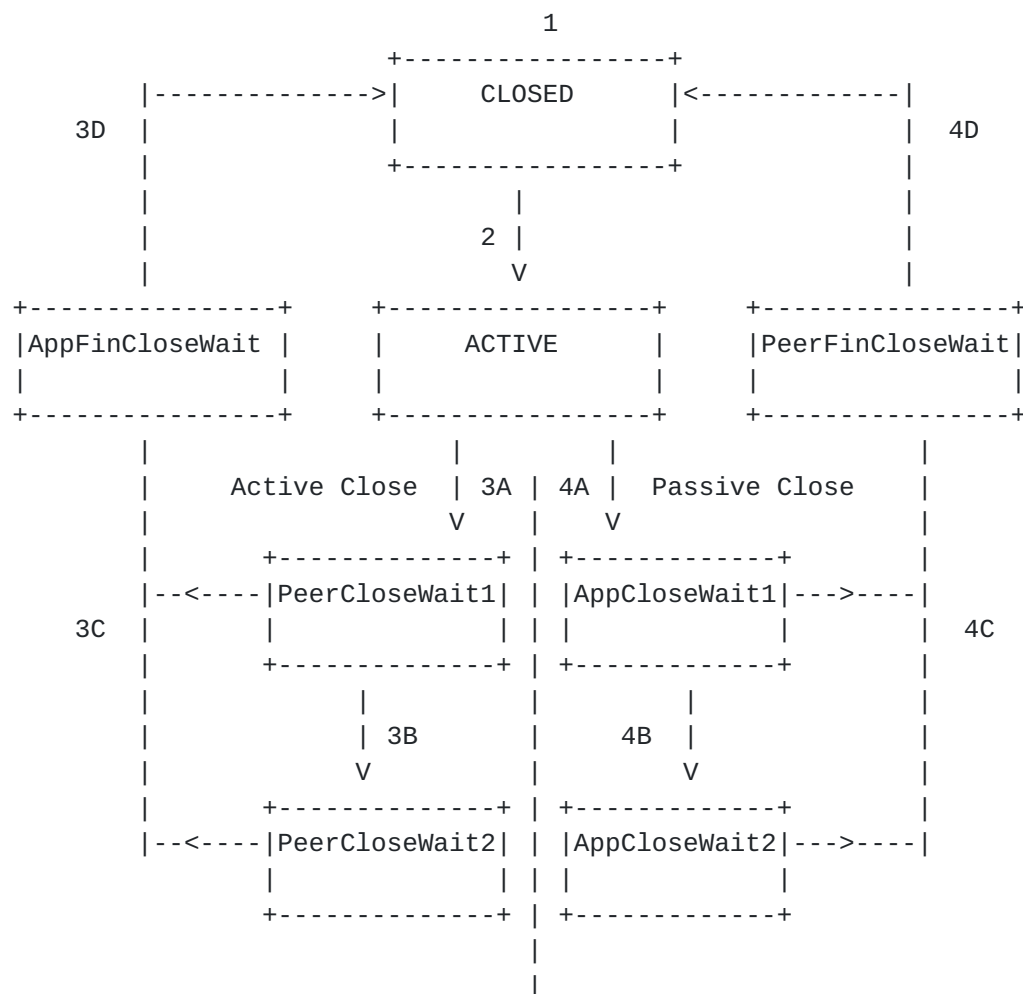 1
CLOSED
3D 4D
2
AppFinCloseWait ACTIVE PeerFinCloseWait
Active Close 3A 4A Passive Close
V V
PeerCloseWait1 AppCloseWait1
3C 4C
3B 4B
V V
PeerCloseWait2 AppCloseWait2